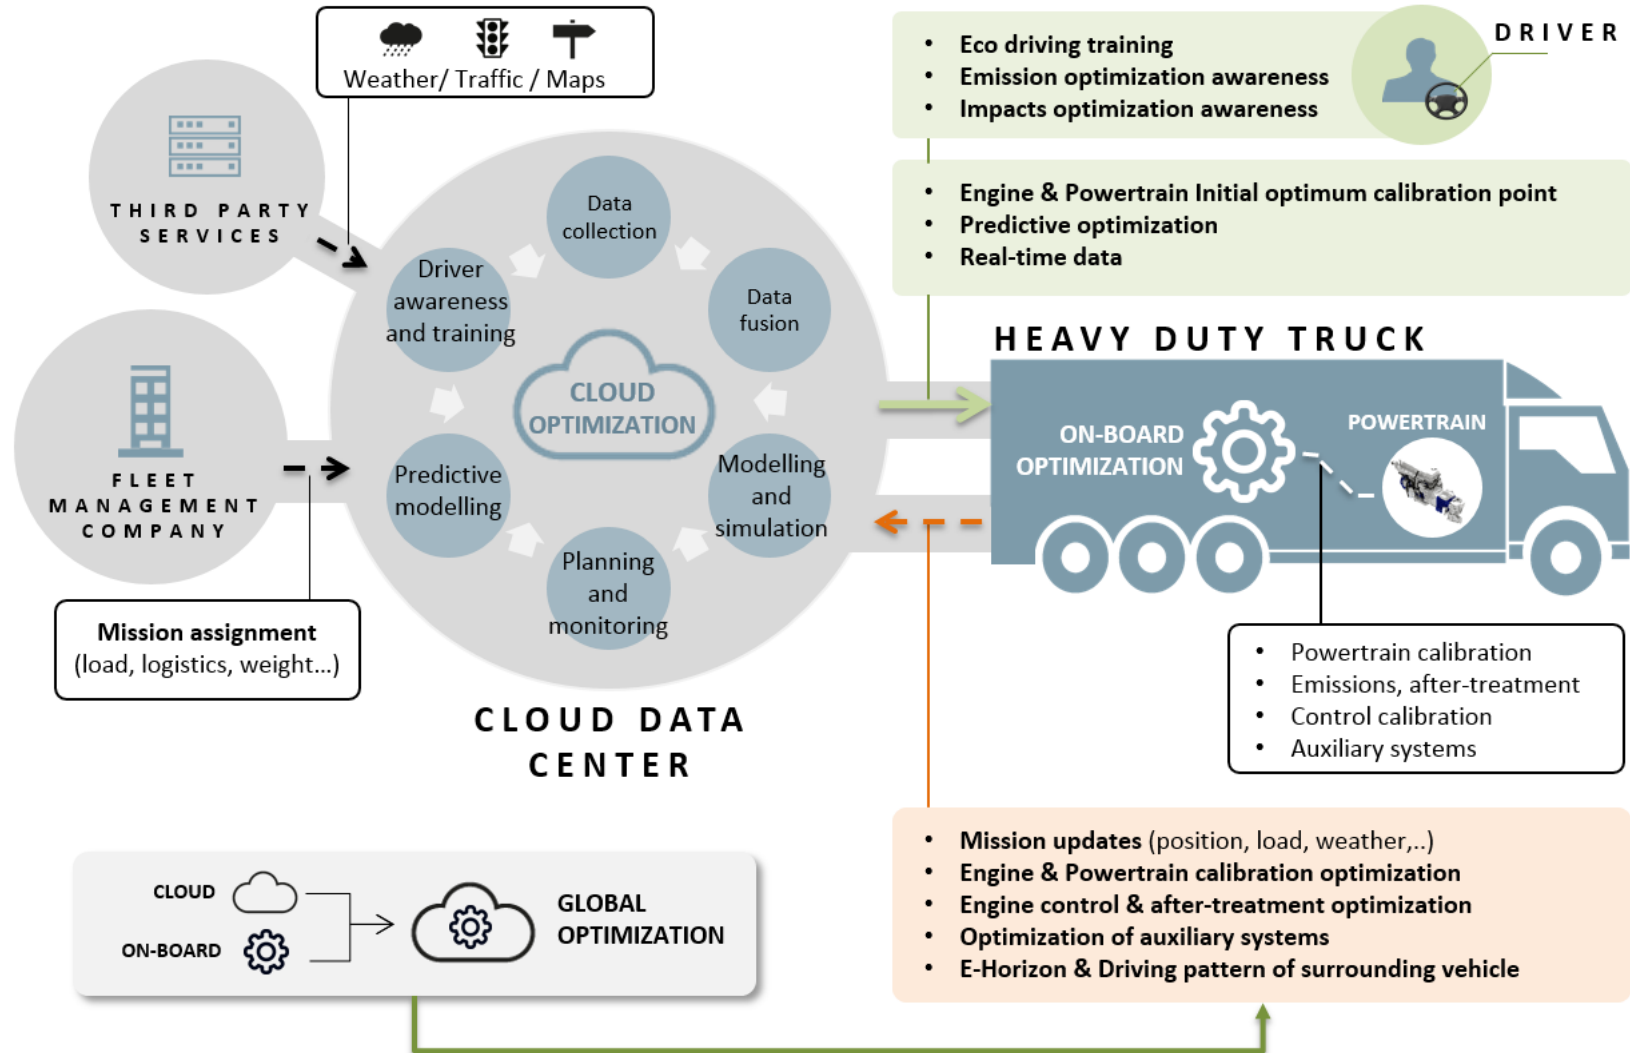 Weather/ Traffic / Maps
THIRD PARTY
SERVICES
FLEET
MANAGEMENT
COMPANY
Mission assignment
(load, logistics, weight...)
Data
collection
Data
fusion
Modelling
and
simulation
Planning
and
monitoring
Predictive
modelling
Driver
awareness
and training
CLOUD
OPTIMIZATION
CLOUD DATA
CENTER
DRIVER
• Eco driving training
• Emission optimization awareness
• Impacts optimization awareness
• Engine & Powertrain Initial optimum calibration point
• Predictive optimization
• Real-time data
HEAVY DUTY TRUCK
ON-BOARD
OPTIMIZATION
POWERTRAIN
• Powertrain calibration
• Emissions, after-treatment
• Control calibration
• Auxiliary systems
• Mission updates (position, load, weather,..)
• Engine & Powertrain calibration optimization
• Engine control & after-treatment optimization
• Optimization of auxiliary systems
• E-Horizon & Driving pattern of surrounding vehicle
CLOUD
ON-BOARD
GLOBAL
OPTIMIZATION